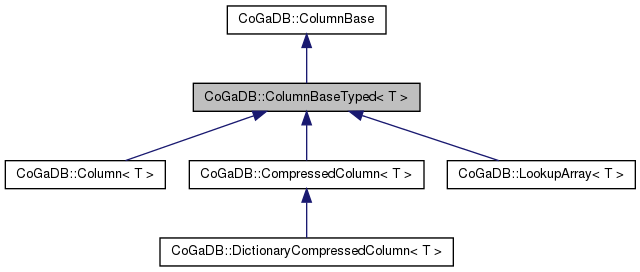 CoGaDB::ColumnBase
CoGaDB::ColumnBaseTyped< T >
CoGaDB::Column< T >
CoGaDB::CompressedColumn< T >
CoGaDB::LookupArray< T >
CoGaDB::DictionaryCompressedColumn< T >